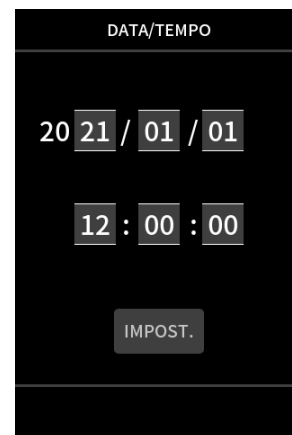 DATA/TEMPO
20 21 / 01 / 01
12 : 00 : 00
IMPOST.